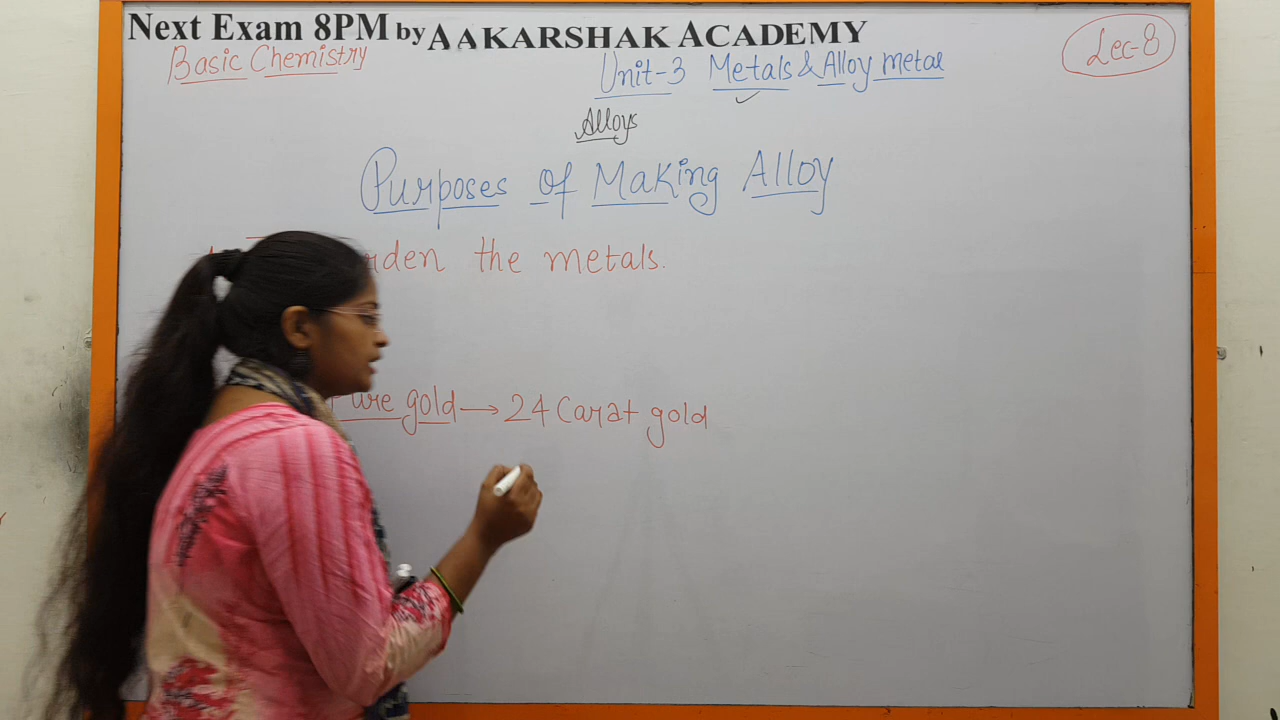 Next Exam 8PM by AAKARSHAK ACADEMY
Basic Chemistry
Unit-3 Metals & Alloy metal
Lec-8
Alloys
Purposes of Making Alloy
the metals.
Pure gold → 24 Carat gold